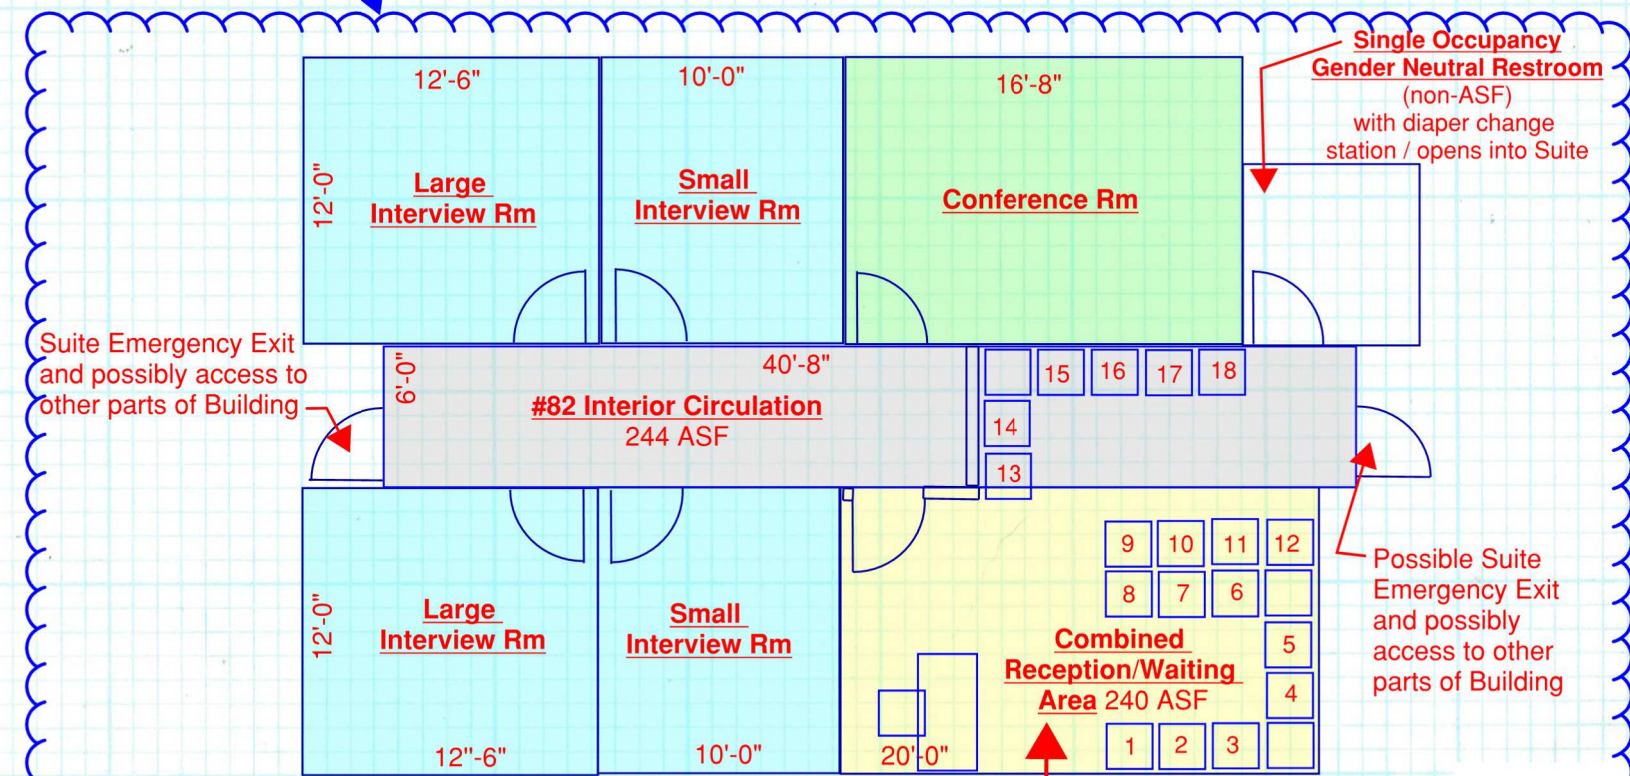 Single Occupancy
Gender Neutral Restroom
(non-ASF)
with diaper change
station / opens into Suite
12'-6"
10'-0"
16'-8"
12'-0"
Large
Interview Rm
Small
Interview Rm
Conference Rm
Suite Emergency Exit
and possibly access to
other parts of Building
6'-0"
40'-8"
#82 Interior Circulation
244 ASF
15
16
17
18
14
13
9
10
11
12
8
7
6
5
4
1
2
3
12'-0"
Large
Interview Rm
Small
Interview Rm
Combined
Reception/Waiting
Area 240 ASF
12"-6"
10'-0"
20'-0"
Possible Suite
Emergency Exit
and possibly
access to other
parts of Building